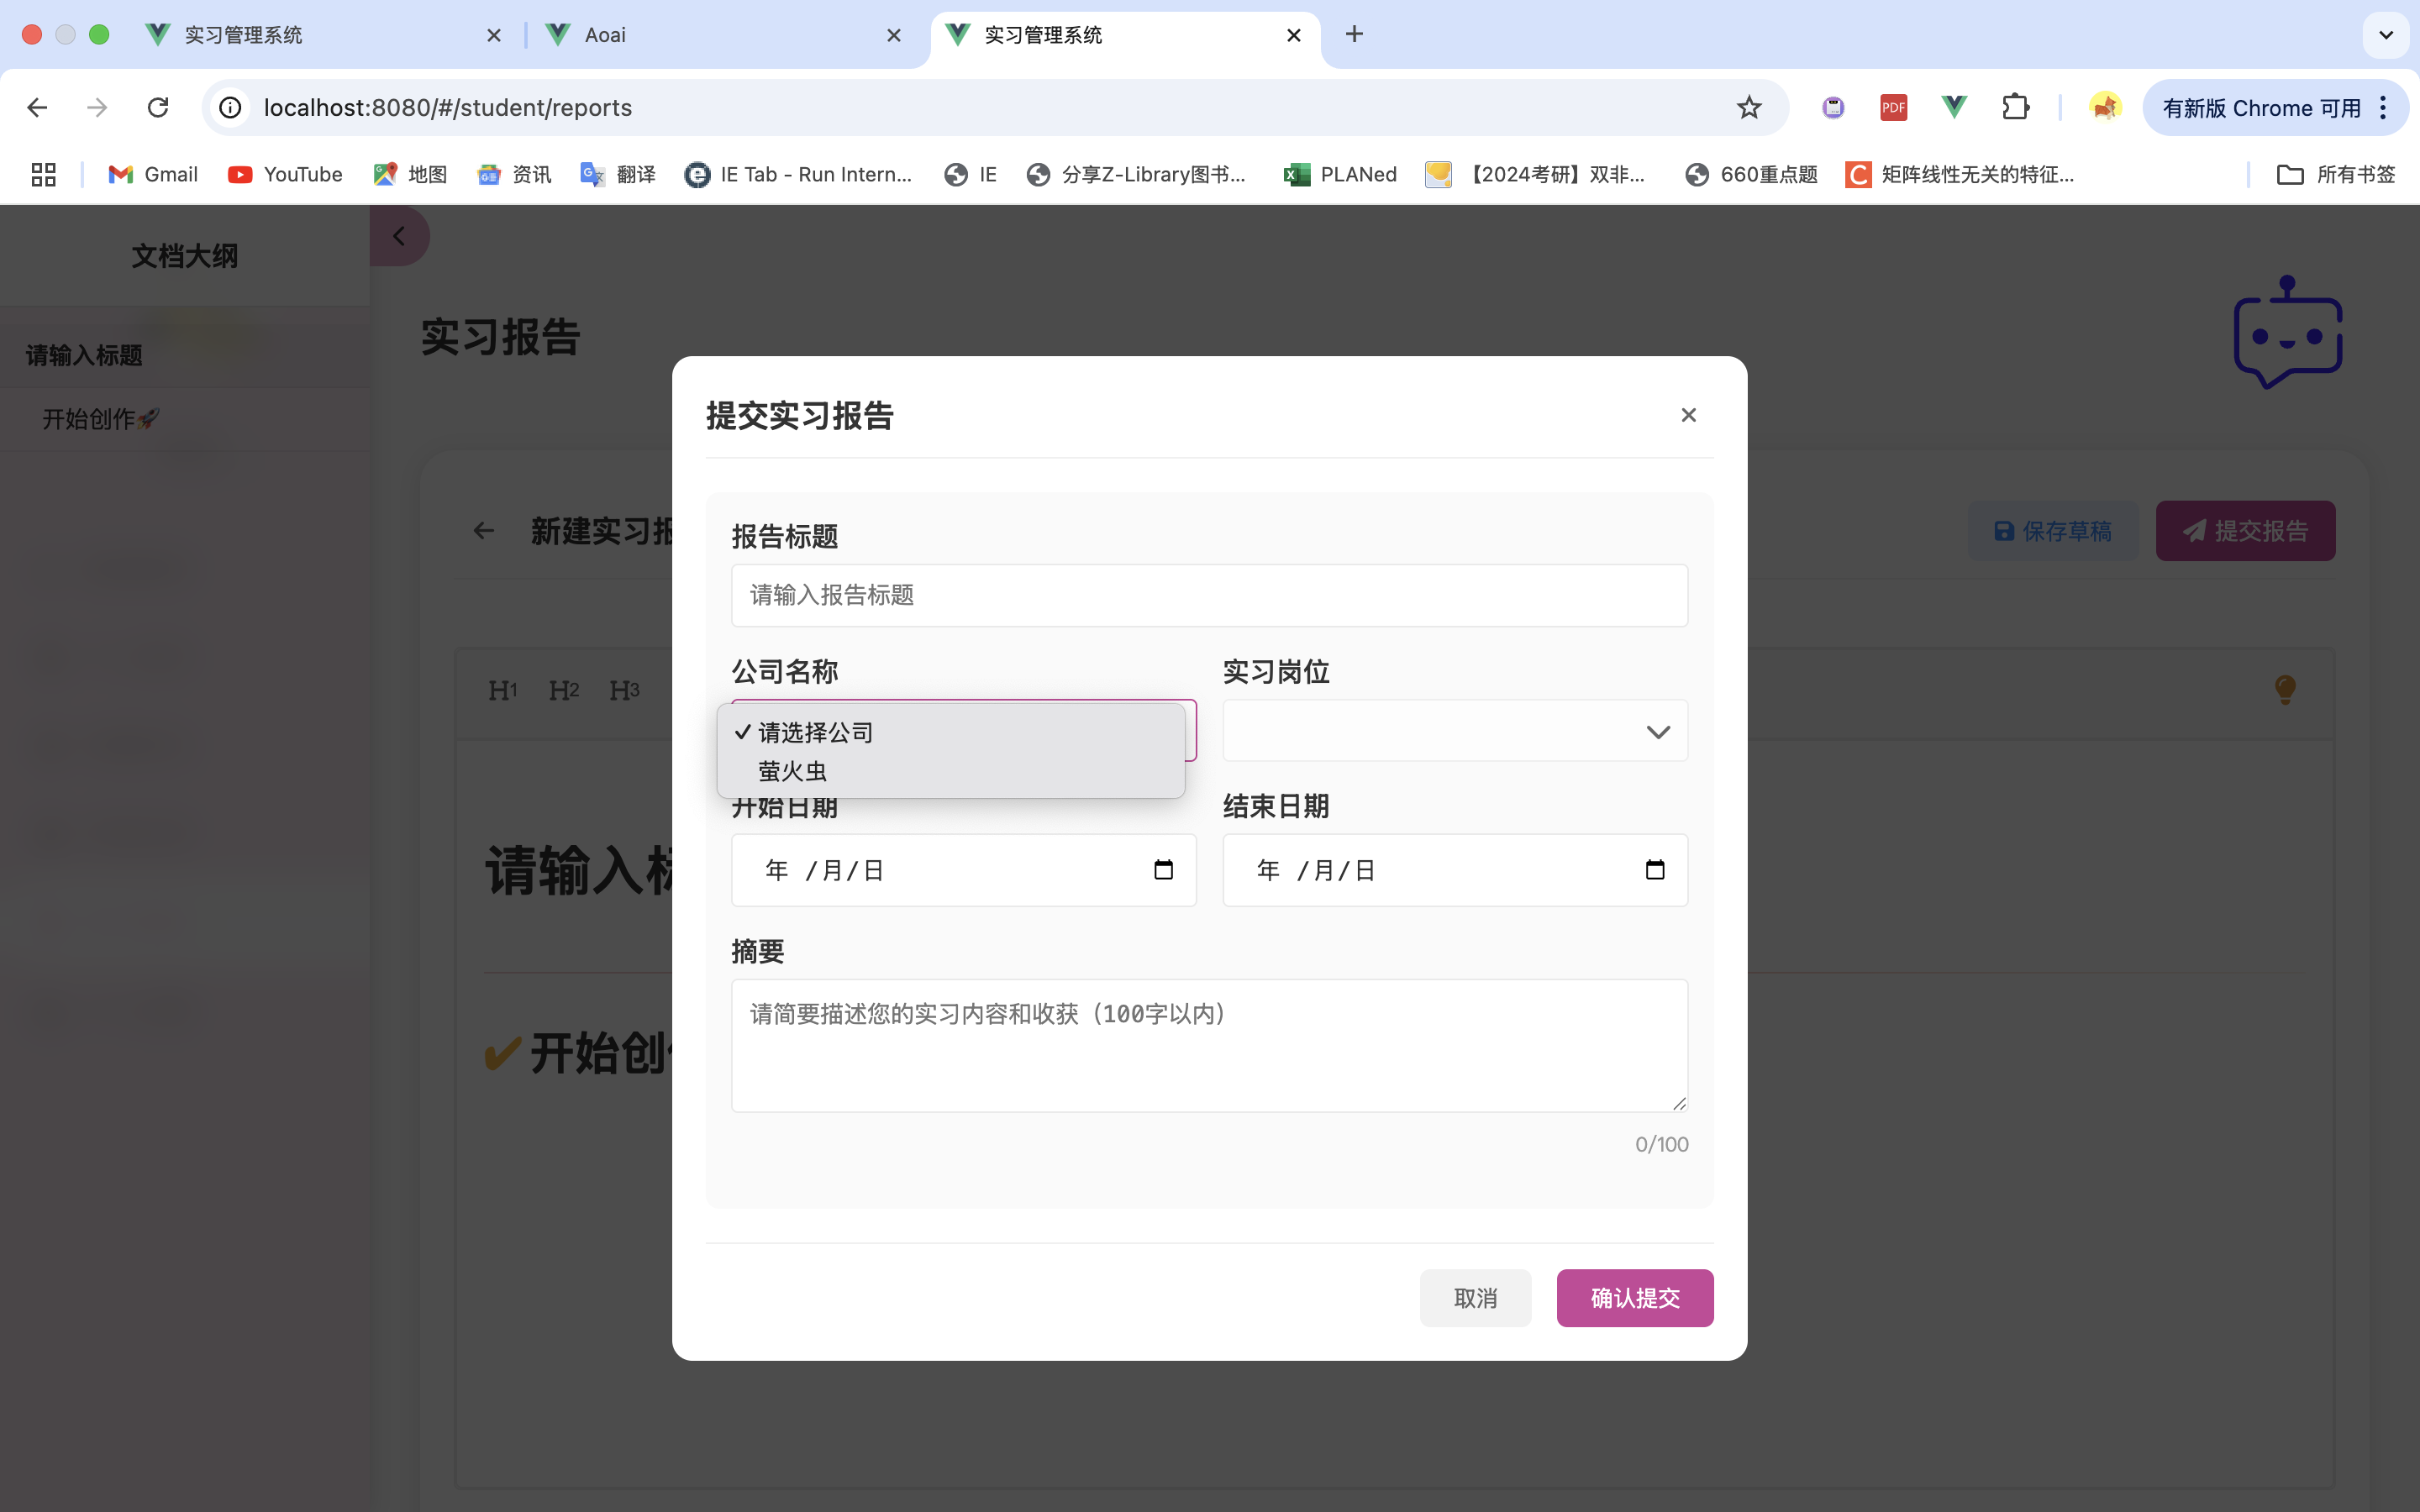 实习管理系统
Aoai
实习管理系统
localhost:8080/#/student/reports
有新版 Chrome 可用
Gmail
YouTube
地图
资讯
翻译
IE Tab - Run Intern...
IE
分享Z-Library图书...
PLANed
【2024考研】双非...
660重点题
矩阵线性无关的特征...
所有书签
文档大纲
请输入标题
开始创作🚀
实习报告
新建实习报
保存草稿
提交报告
H1
H2
H3
请输入标
✔开始创作
提交实习报告
报告标题
请输入报告标题
公司名称
实习岗位
✓ 请选择公司
萤火虫
开始日期
结束日期
年 /月/日
年 /月/日
摘要
请简要描述您的实习内容和收获（100字以内）
0/100
取消
确认提交
PDF